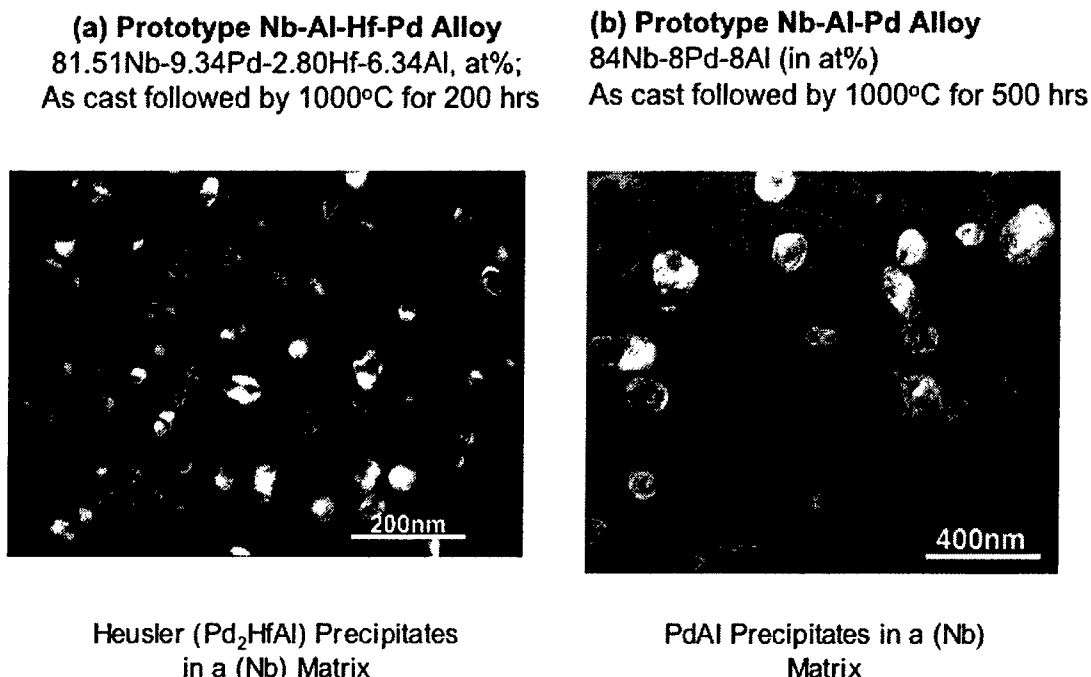 (a) Prototype Nb-Al-Hf-Pd Alloy
81.51Nb-9.34Pd-2.80Hf-6.34Al, at%;
As cast followed by 1000°C for 200 hrs
(b) Prototype Nb-Al-Pd Alloy
84Nb-8Pd-8Al (in at%)
As cast followed by 1000°C for 500 hrs
200nm
400nm
Heusler (Pd₂HfAl) Precipitates
in a (Nb) Matrix
PdAl Precipitates in a (Nb)
Matrix